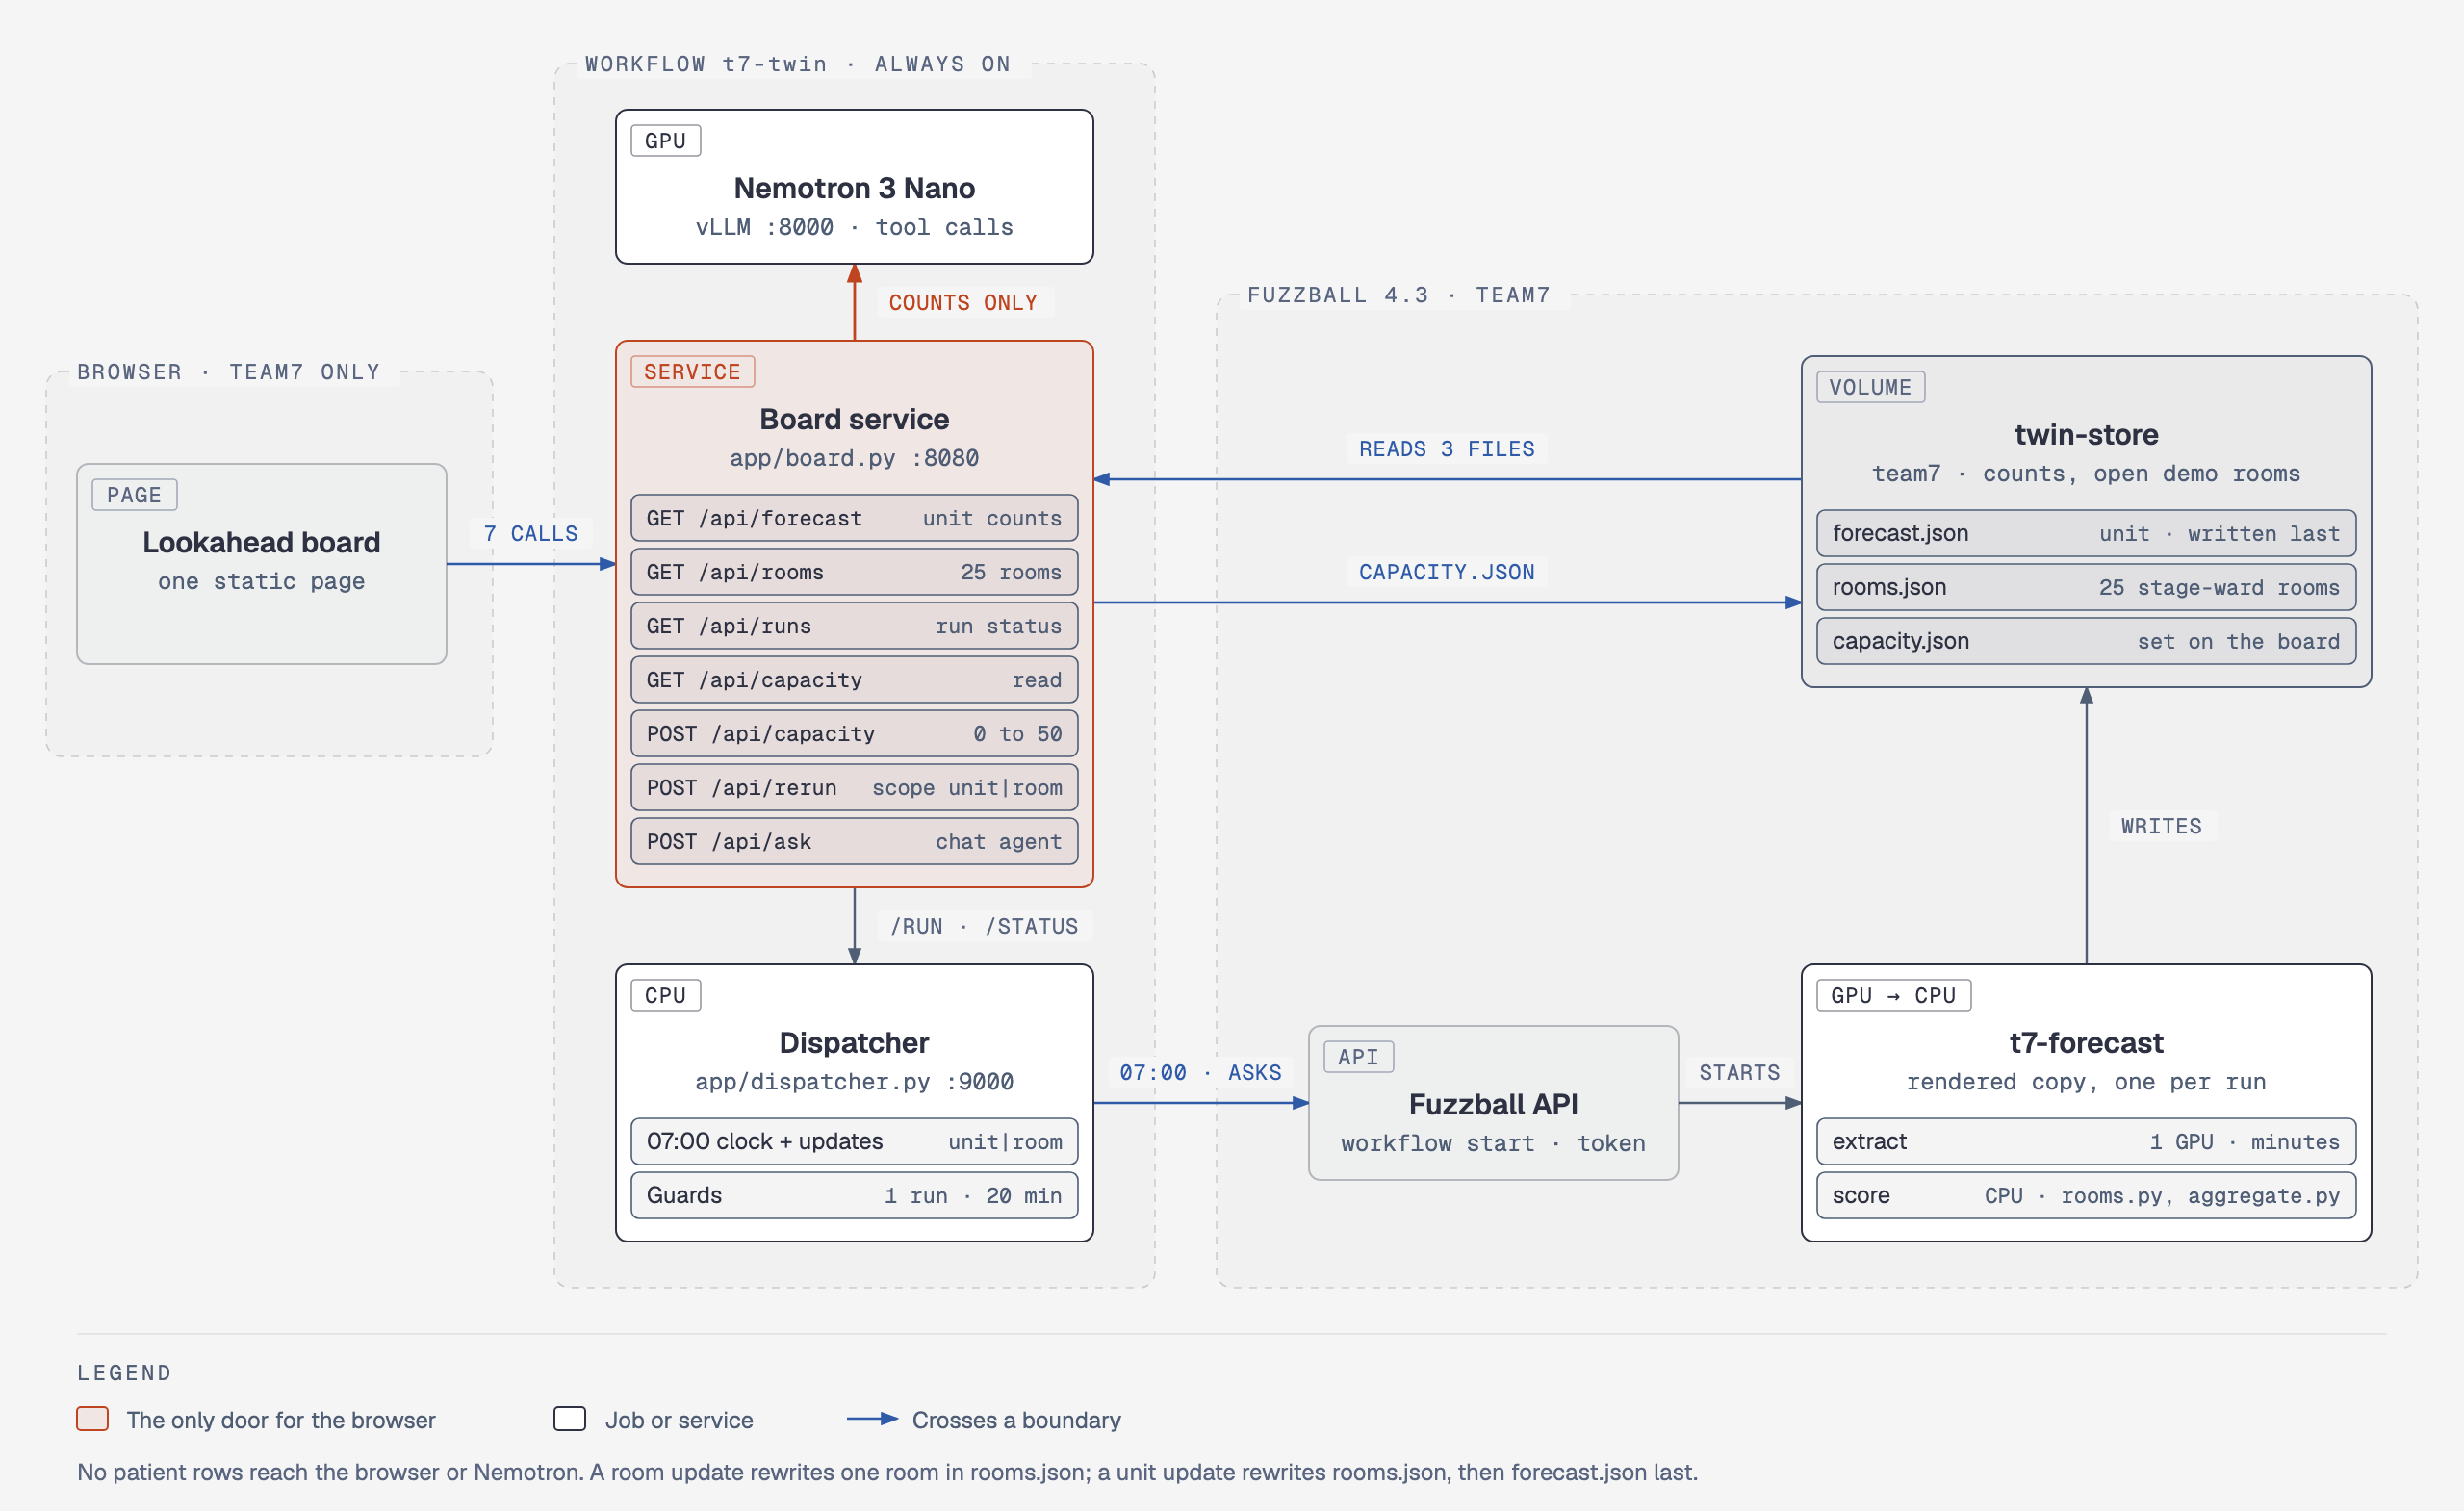 WORKFLOW t7-twin · ALWAYS ON
GPU
Nemotron 3 Nano
vLLM :8000 · tool calls
COUNTS ONLY
BROWSER · TEAM7 ONLY
PAGE
Lookahead board
one static page
7 CALLS
SERVICE
Board service
app/board.py :8080
GET /api/forecast unit counts
GET /api/rooms 25 rooms
GET /api/runs run status
GET /api/capacity read
POST /api/capacity 0 to 50
POST /api/rerun scope unit|room
POST /api/ask chat agent
/RUN · /STATUS
CPU
Dispatcher
app/dispatcher.py :9000
07:00 clock + updates unit|room
Guards 1 run · 20 min
FUZZBALL 4.3 · TEAM7
READS 3 FILES
CAPACITY.JSON
VOLUME
twin-store
team7 · counts, open demo rooms
forecast.json unit · written last
rooms.json 25 stage-ward rooms
capacity.json set on the board
WRITES
07:00 · ASKS
API
Fuzzball API
workflow start · token
STARTS
GPU → CPU
t7-forecast
rendered copy, one per run
extract 1 GPU · minutes
score CPU · rooms.py, aggregate.py
LEGEND
The only door for the browser
Job or service
Crosses a boundary
No patient rows reach the browser or Nemotron. A room update rewrites one room in rooms.json; a unit update rewrites rooms.json, then forecast.json last.